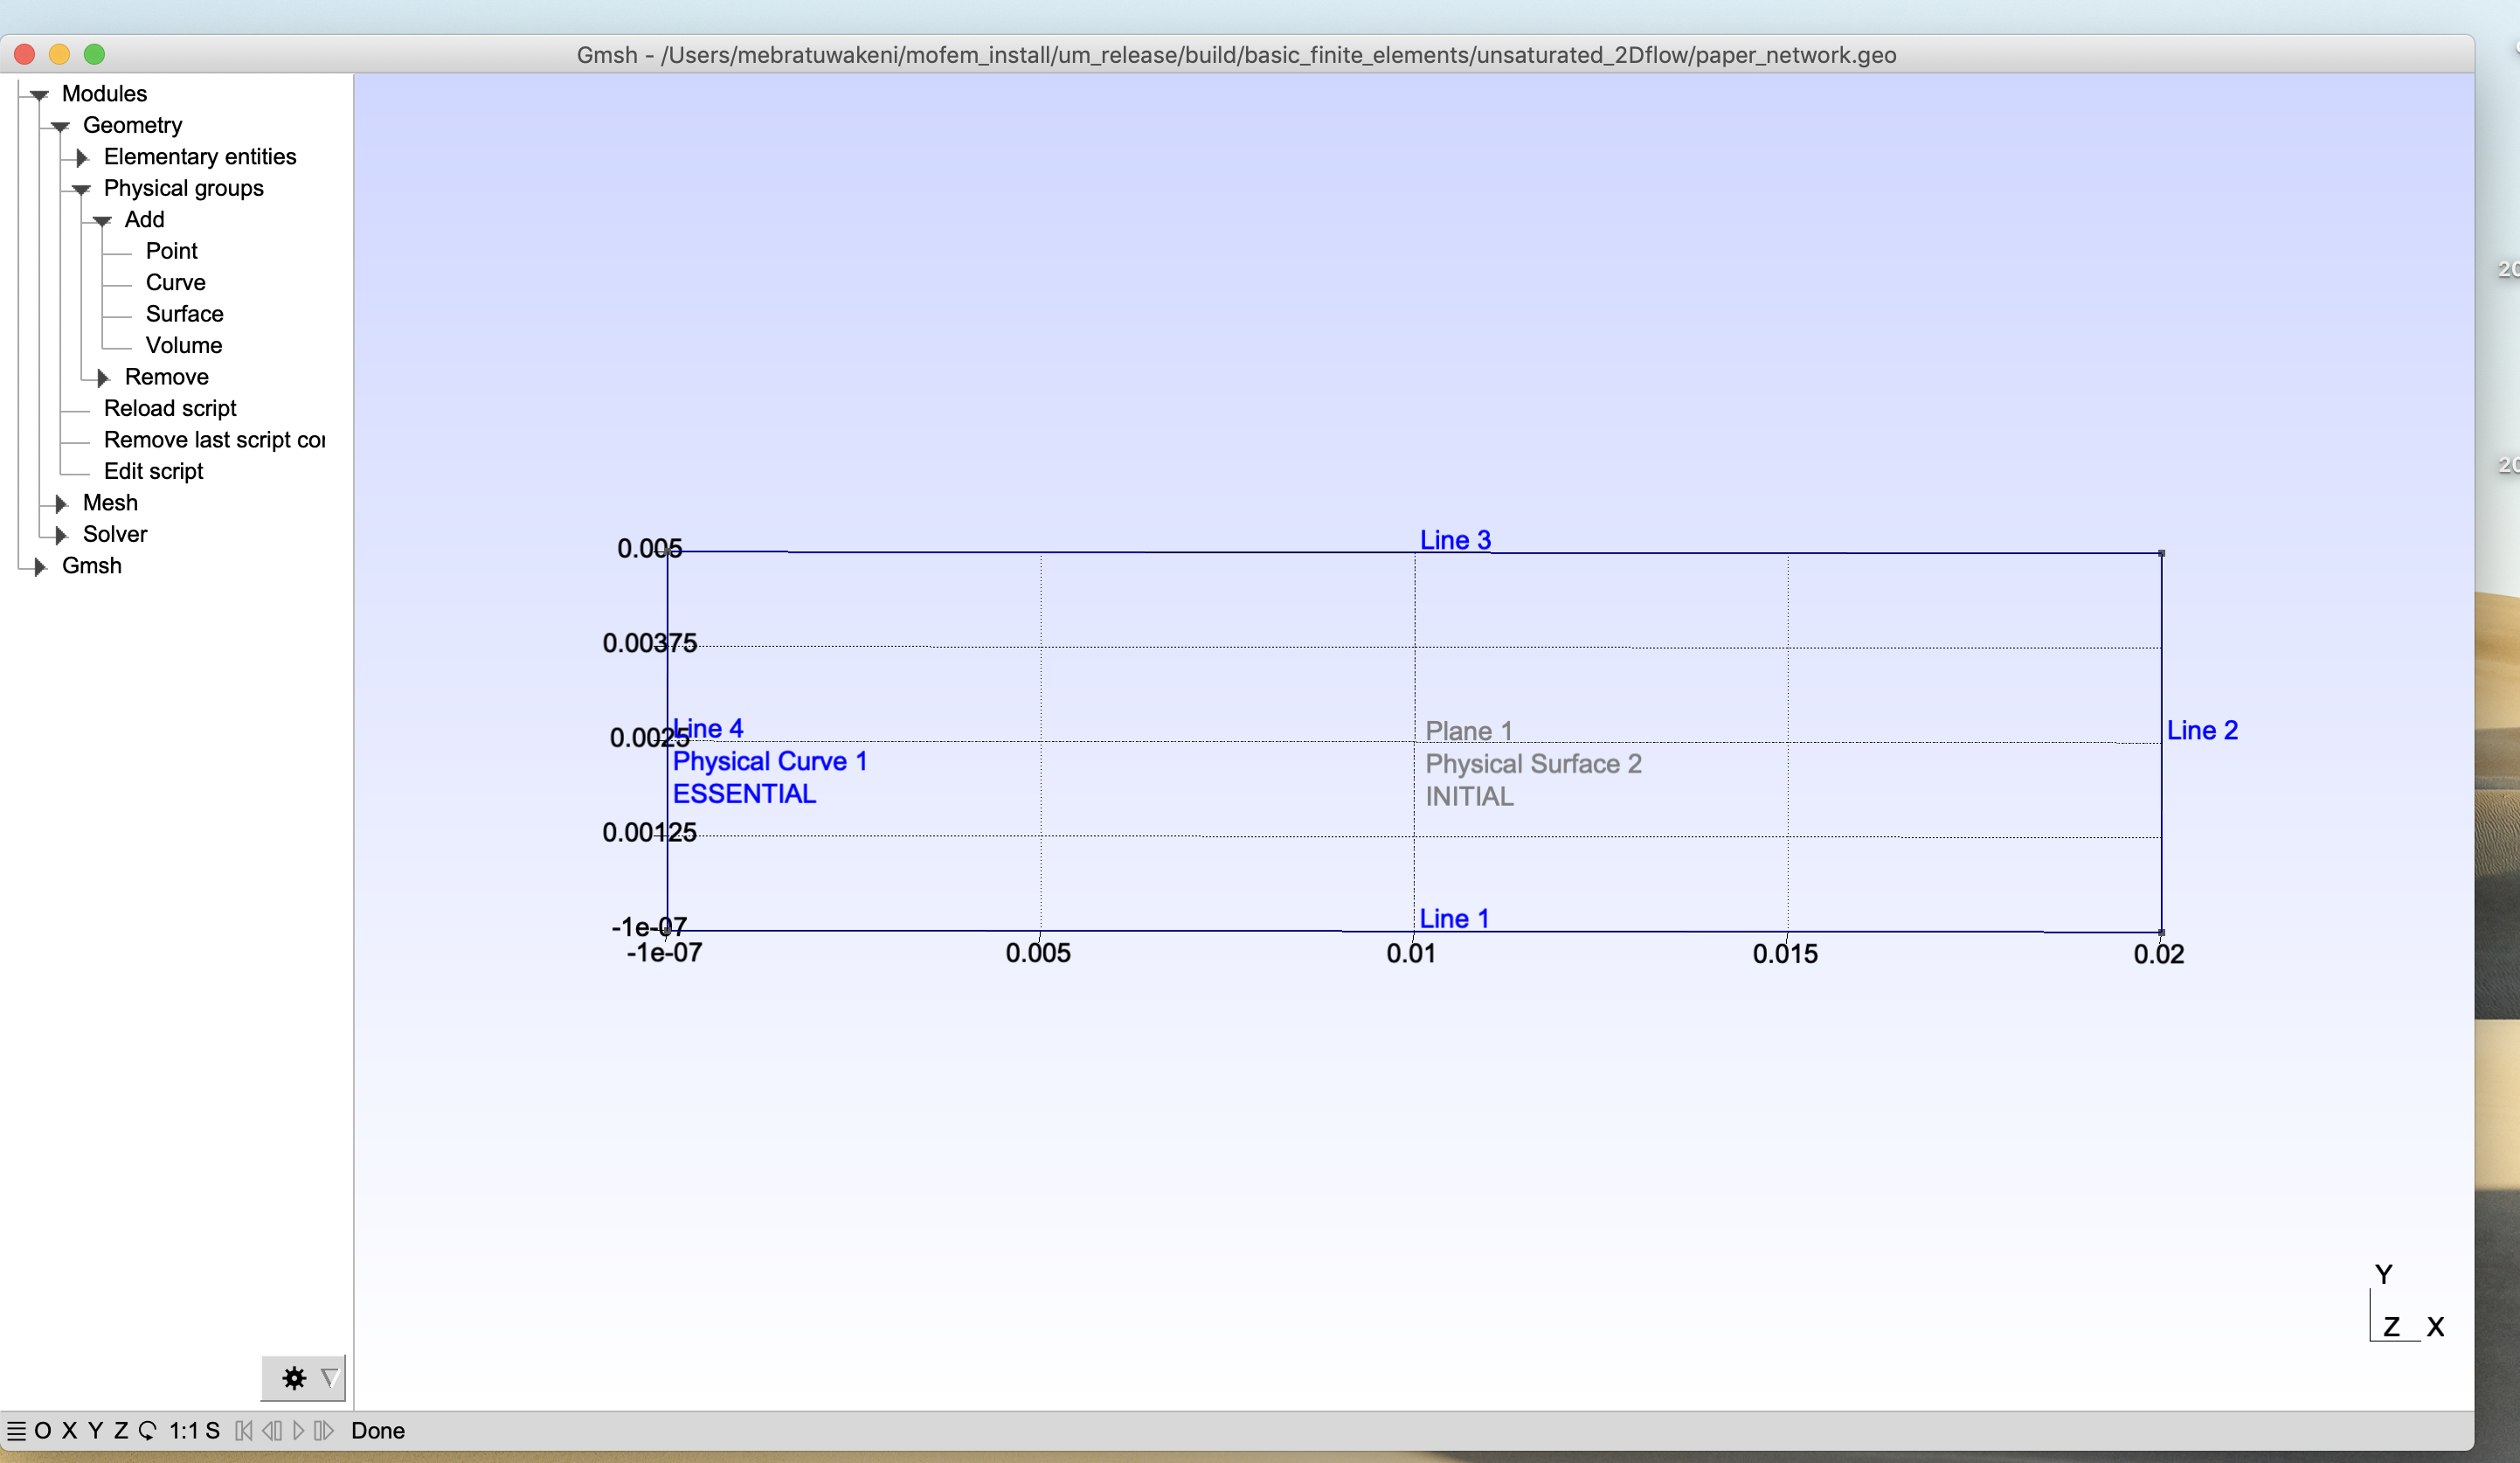 Gmsh - /Users/mebratuwakeni/mofem_install/um_release/build/basic_finite_elements/unsaturated_2Dflow/paper_network.geo
Modules
Geometry
Elementary entities
Physical groups
Add
Point
Curve
Surface
Volume
Remove
Reload script
Remove last script co
Edit script
Mesh
Solver
Gmsh
Line 3
0.005
0.00375
Line 4
0.0025
Physical Curve 1
ESSENTIAL
Plane 1
Physical Surface 2
INITIAL
Line 2
0.00125
Line 1
-1e-07
-1e-07 0.005 0.01 0.015 0.02
Y
Z X
O X Y Z 1:1 S Done
20
20